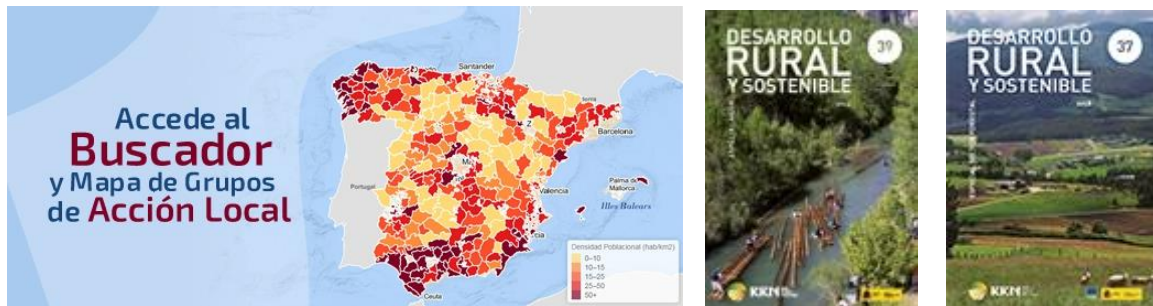 Accede al
Buscador
y Mapa de Grupos
de Acción Local
Santander
Barcelona
Portugal
Valencia
Palma de
Mallorca
Illes Balears
Ceuta
Densidad Poblacional (hab/km2)
0–10
10–15
15–25
25–50
50+
DESARROLLO
RURAL
Y SOSTENIBLE
39
DESARROLLO
RURAL
Y SOSTENIBLE
37